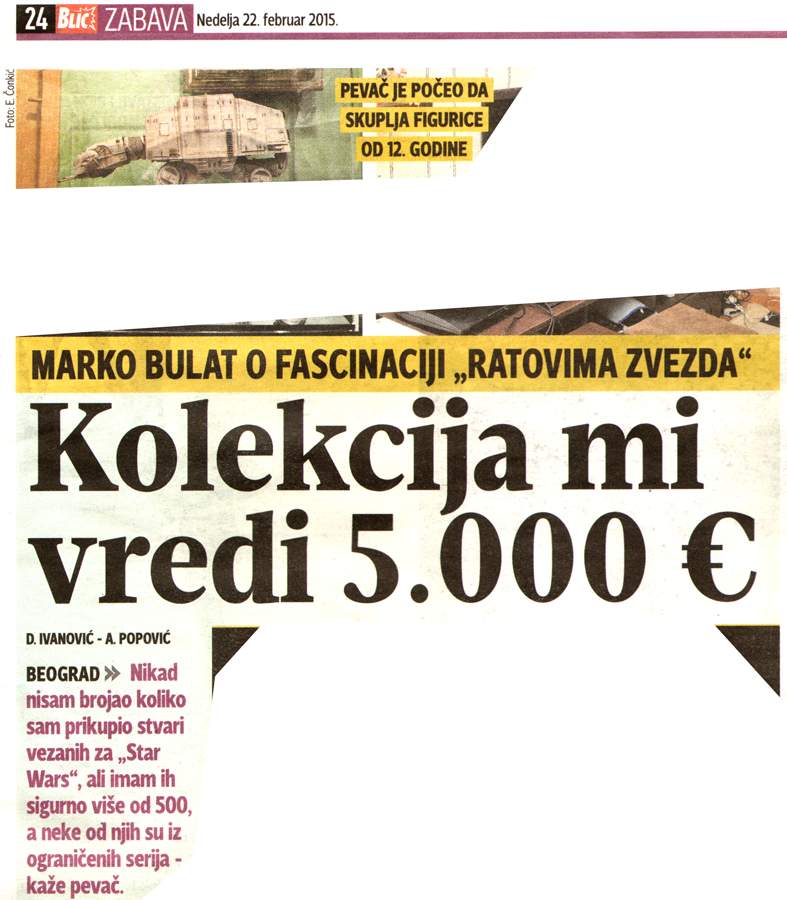 24 Blic ZABAVA Nedelja 22. februar 2015.
Foto: E. Čonkić
PEVAČ JE POČEO DA
SKUPLJA FIGURICE
OD 12. GODINE
MARKO BULAT O FASCINACIJI „RATOVIMA ZVEZDA“
Kolekcija mi
vredi 5.000 €
D. IVANOVIĆ - A. POPOVIĆ
BEOGRAD » Nikad
nisam brojao koliko
sam prikupio stvari
vezanih za „Star
Wars“, ali imam ih
sigurno više od 500,
a neke od njih su iz
ograničenih serija -
kaže pevač.